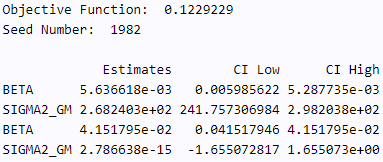 Objective Function:  0.1229229
Seed Number:  1982
Estimates       CI Low      CI High
BETA      5.636618e-03  0.005985622 5.287735e-03
SIGMA2_GM 2.682403e+02 241.757306984 2.982038e+02
BETA      4.151795e-02  0.041517946 4.151795e-02
SIGMA2_GM 2.786638e-15 -1.655072817 1.655073e+00